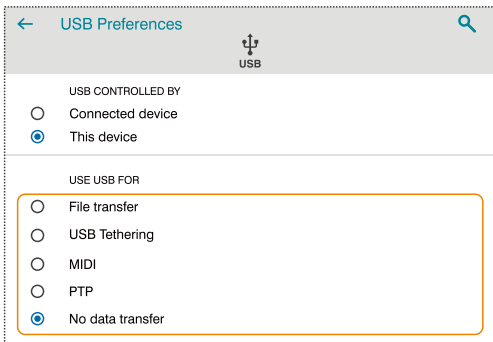 USB Preferences
USB
USB CONTROLLED BY
Connected device
This device
USE USB FOR
File transfer
USB Tethering
MIDI
PTP
No data transfer